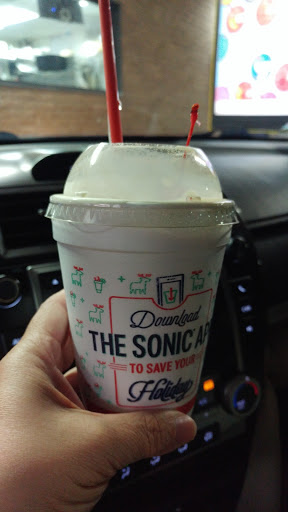 Download
THE SONIC AP
TO SAVE YOUR
Holiday